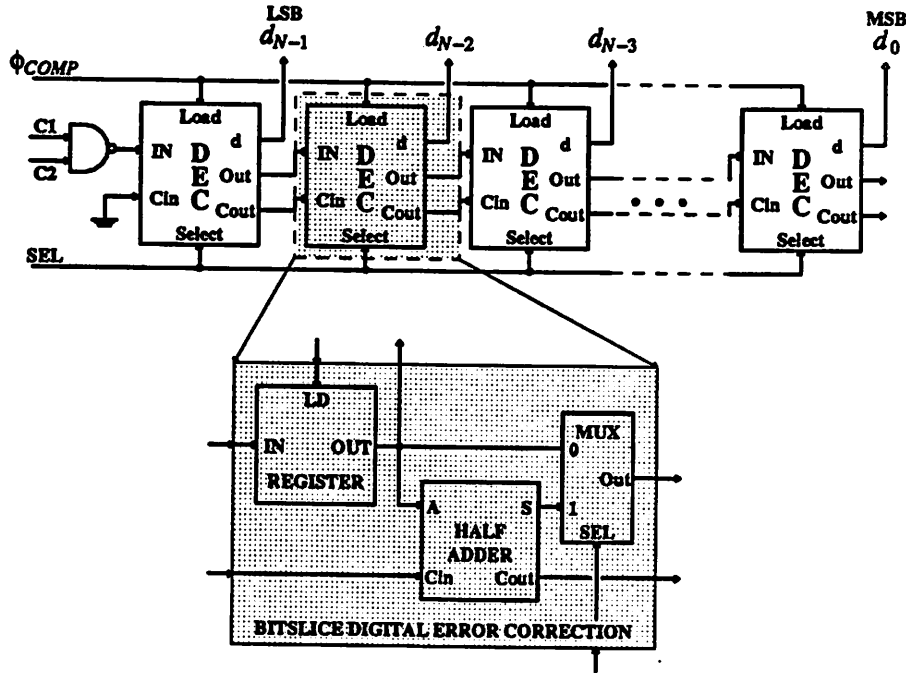 LSB MSB
d_{N-1} d_{N-2} d_{N-3} d_0
ϕ_{COMP}
Load Load Load Load
C1 d d d d
IN D IN D IN D IN D
C2 E Out E Out E Out E Out
Cin C Cout Cin C Cout Cin C Cout Cin C Cout
Select Select Select Select
SEL
LD
IN OUT
REGISTER
MUX
0
Out
1
SEL
A S
HALF
ADDER
Cin Cout
BITSLICE DIGITAL ERROR CORRECTION